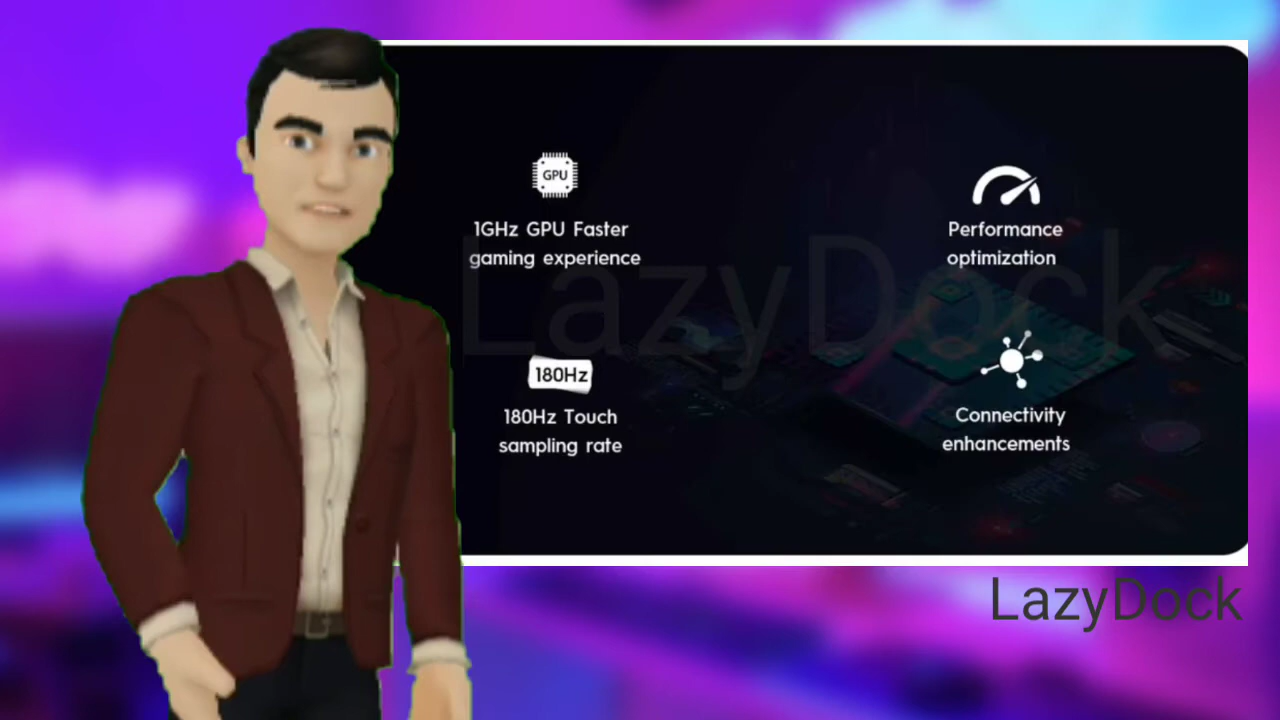 GPU
1GHz GPU Faster
gaming experience
Performance
optimization
LazyDock
180Hz
180Hz Touch
sampling rate
Connectivity
enhancements
LazyDock